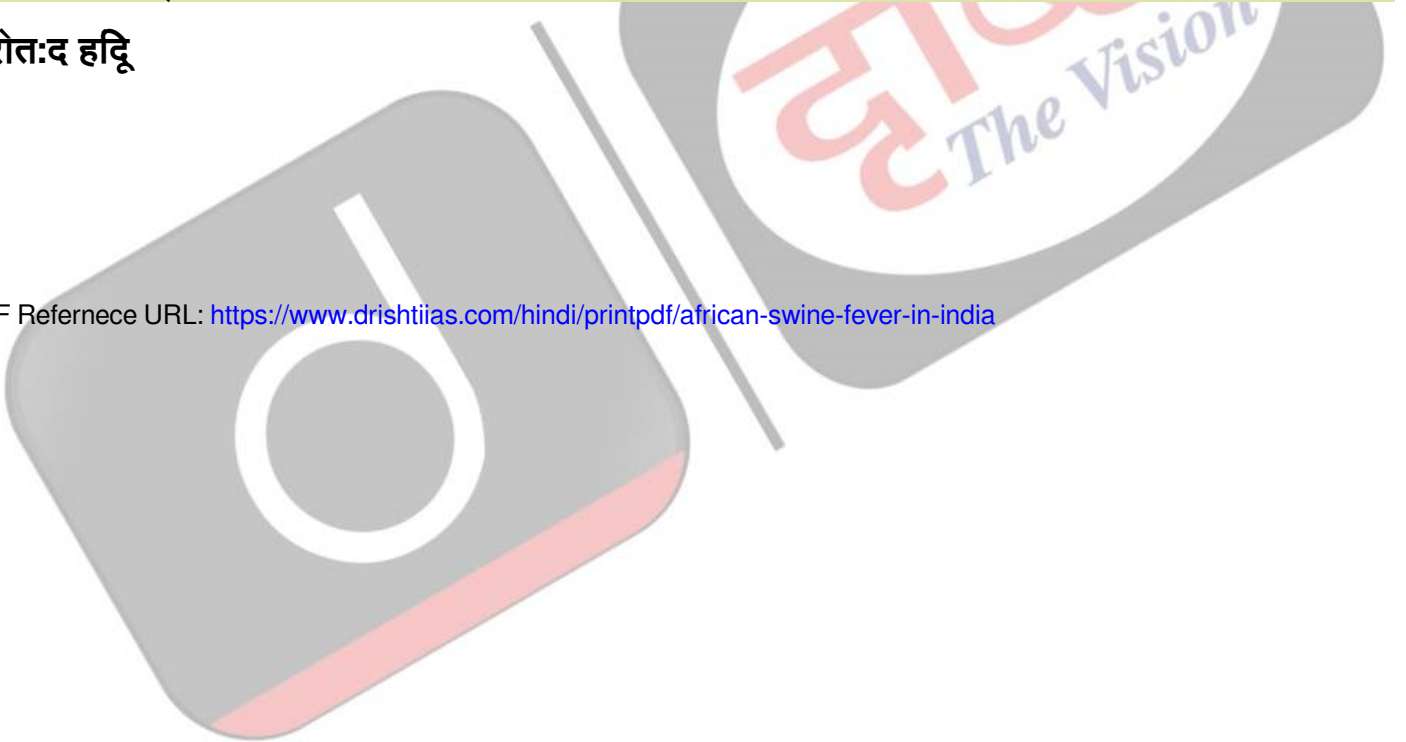 रोत:द हिंदू
F Refernece URL: https://www.drishtiias.com/hindi/printpdf/african-swine-fever-in-india
The Vision